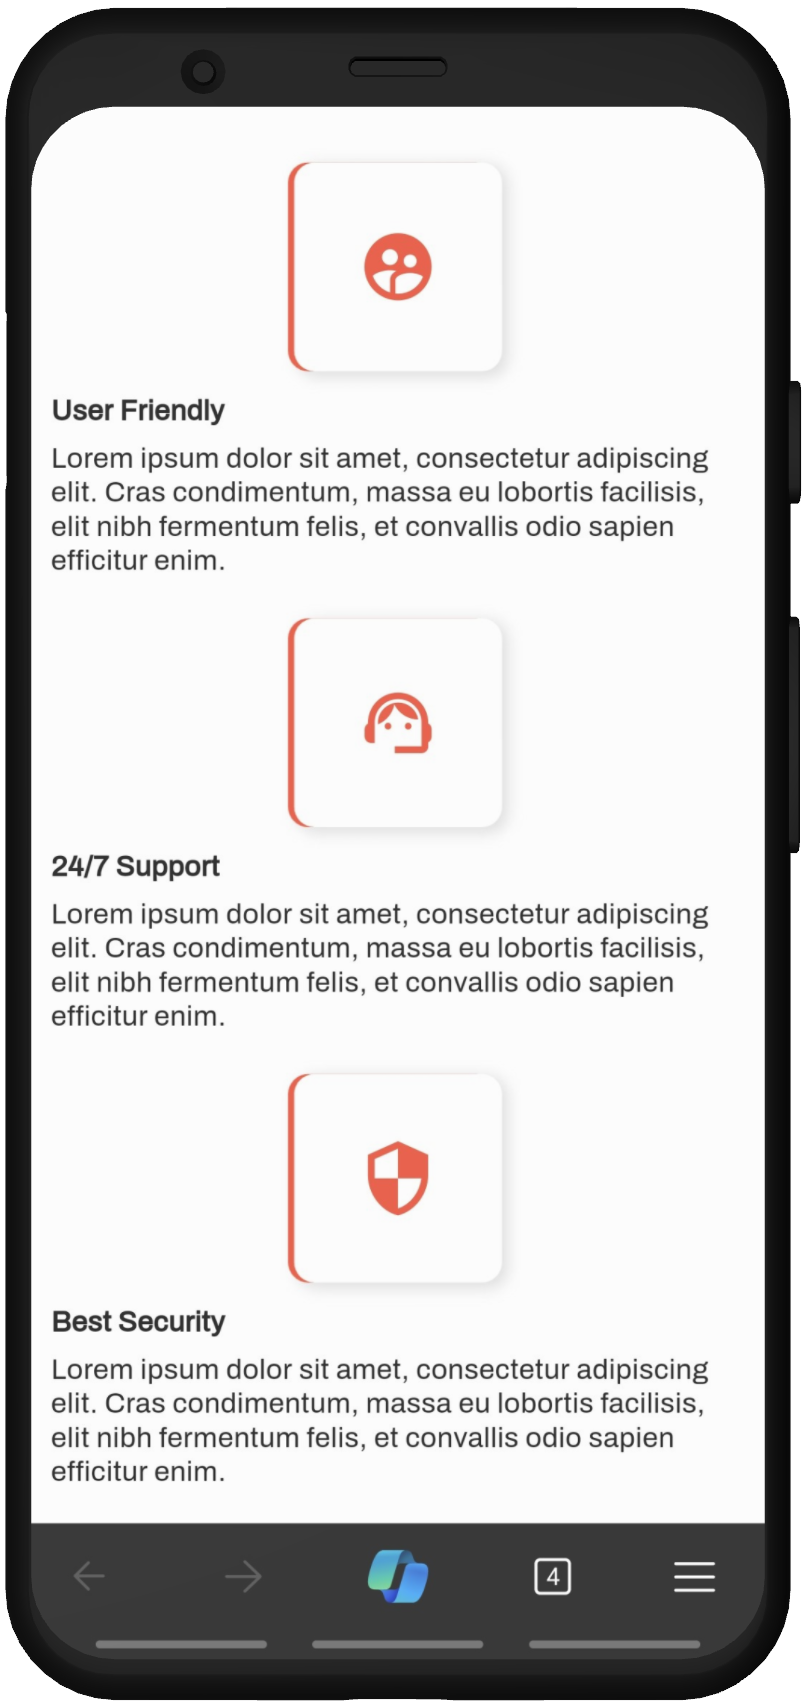 User Friendly
Lorem ipsum dolor sit amet, consectetur adipiscing
elit. Cras condimentum, massa eu lobortis facilisis,
elit nibh fermentum felis, et convallis odio sapien
efficitur enim.
24/7 Support
Lorem ipsum dolor sit amet, consectetur adipiscing
elit. Cras condimentum, massa eu lobortis facilisis,
elit nibh fermentum felis, et convallis odio sapien
efficitur enim.
Best Security
Lorem ipsum dolor sit amet, consectetur adipiscing
elit. Cras condimentum, massa eu lobortis facilisis,
elit nibh fermentum felis, et convallis odio sapien
efficitur enim.
4